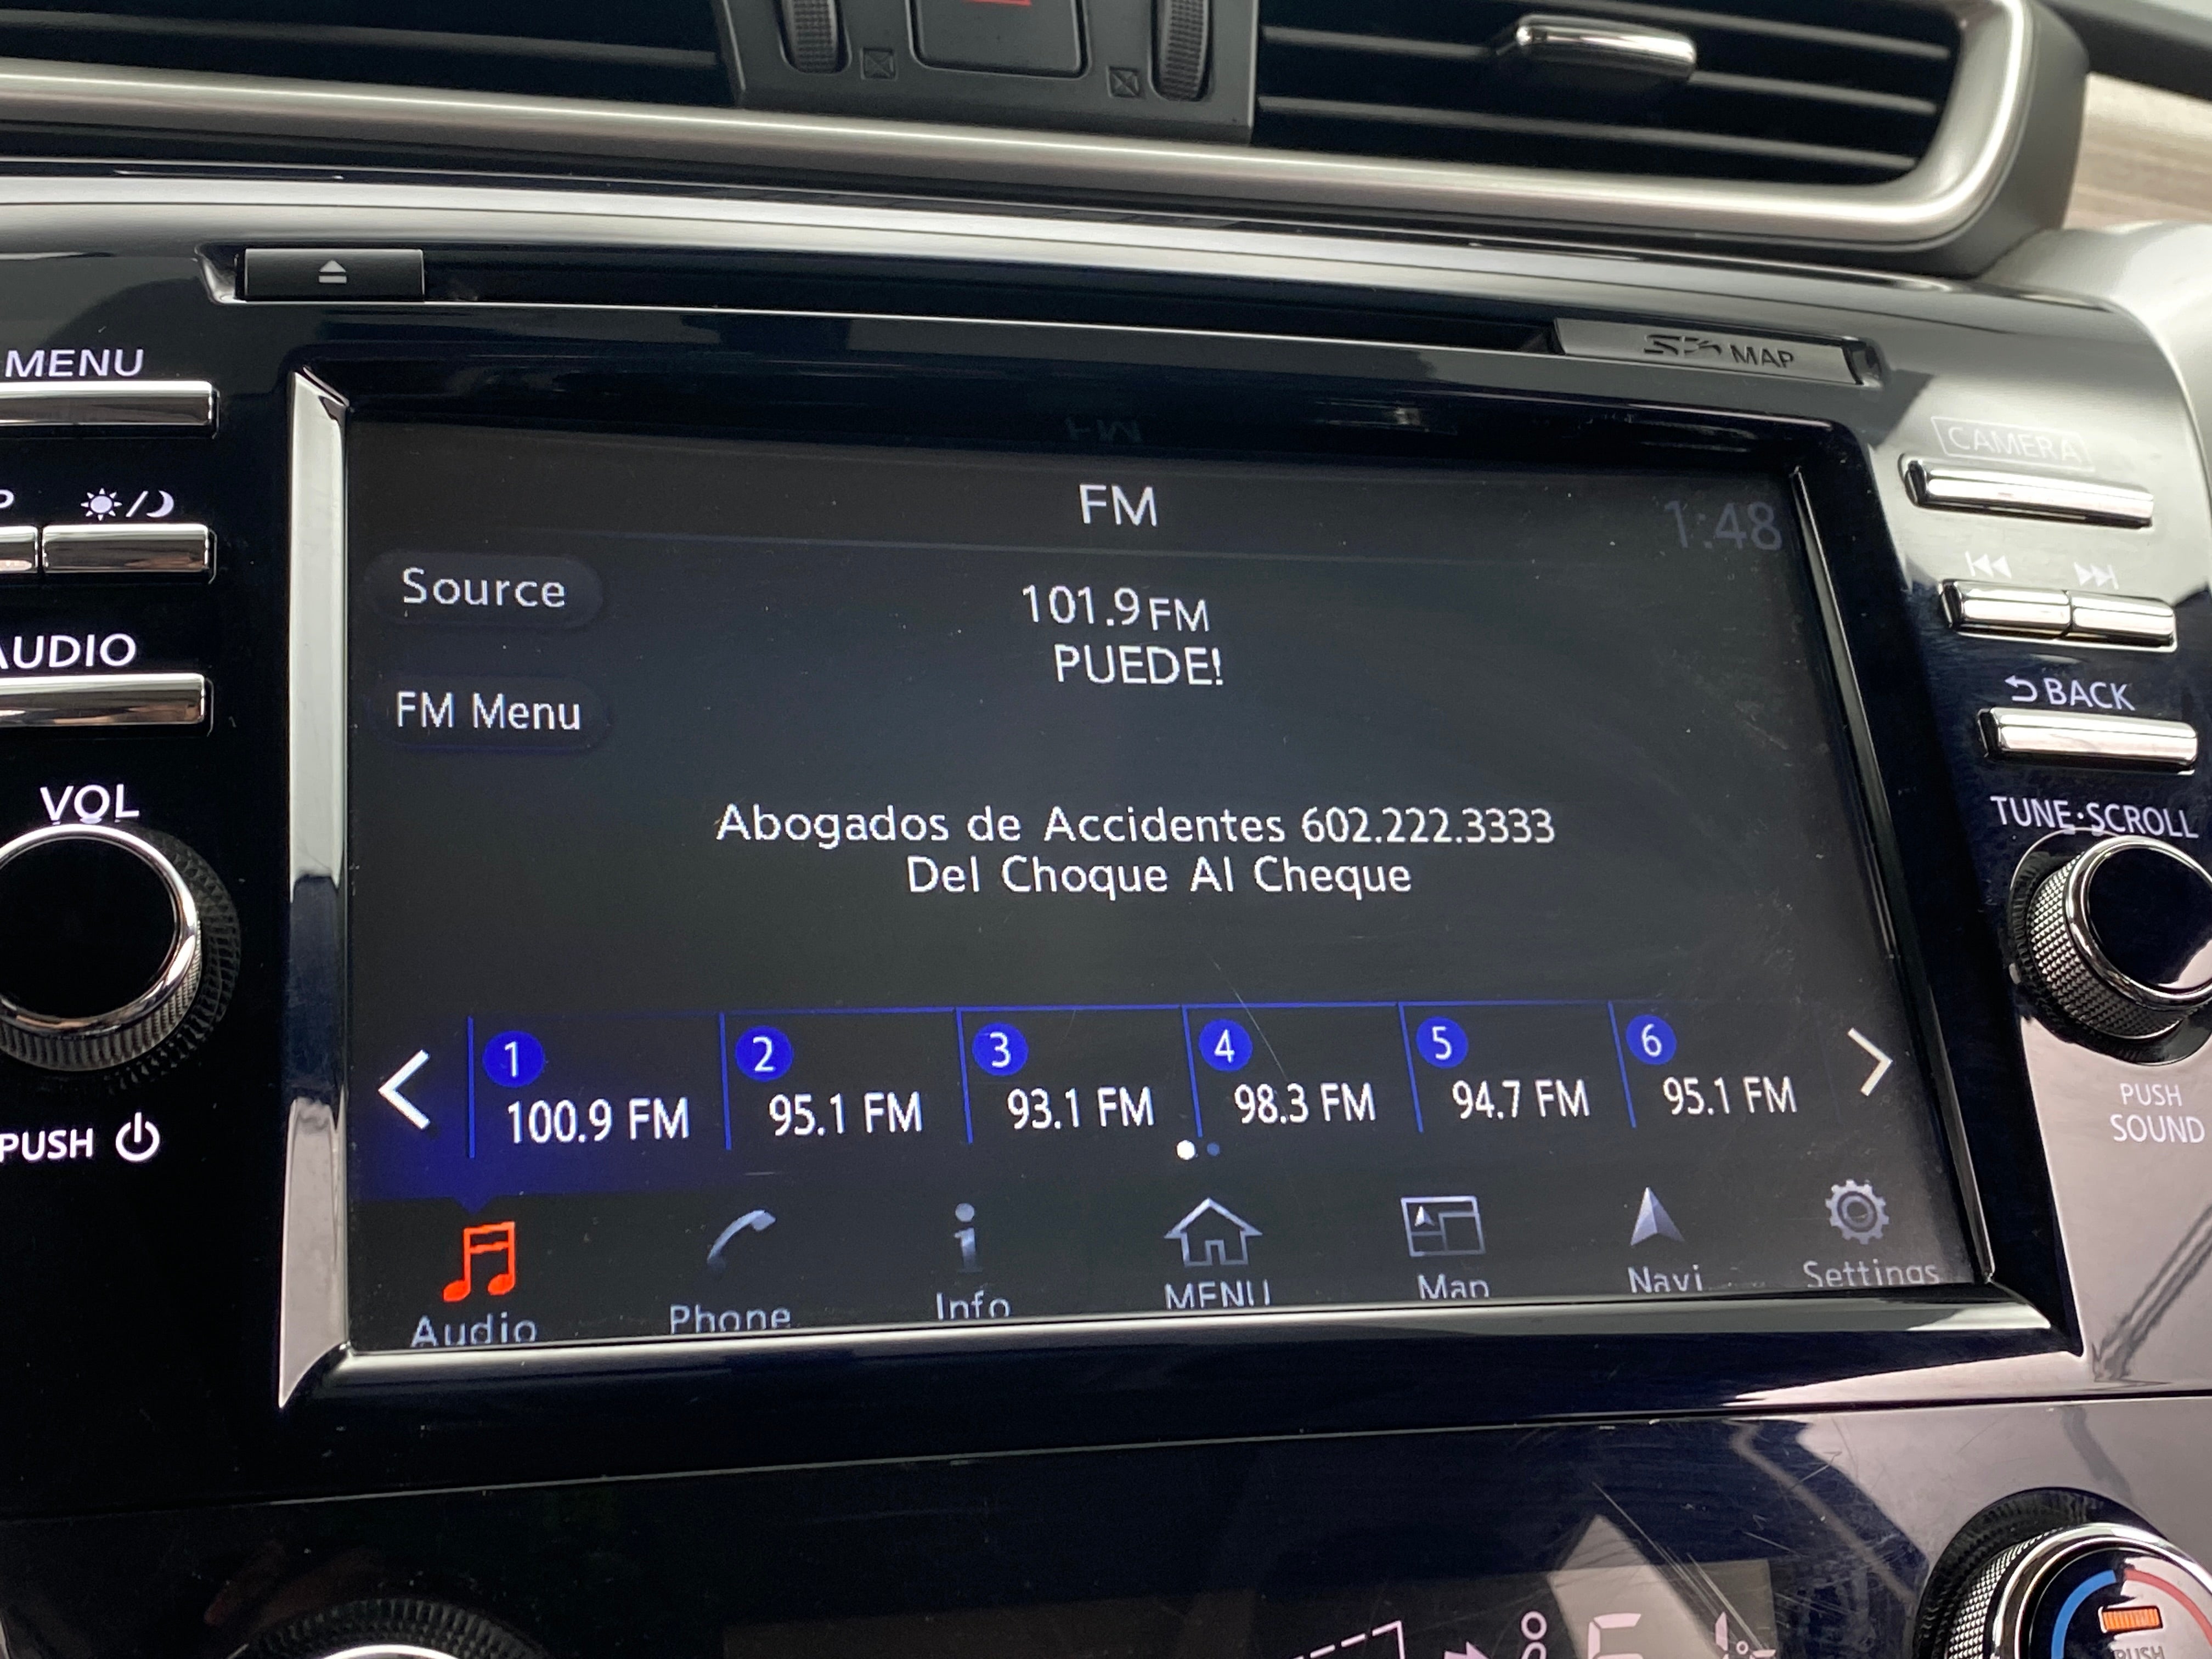 MAP
MENU
CAMERA
FM
1:48
Source
101.9 FM
PUEDE!
AUDIO
BACK
FM Menu
VOL
Abogados de Accidentes 602.222.3333
Del Choque Al Cheque
TUNE·SCROLL
1 2 3 4 5 6
100.9 FM 95.1 FM 93.1 FM 98.3 FM 94.7 FM 95.1 FM
PUSH
PUSH
SOUND
Audio Phone Info MENU Map Navi Settings
PUSH